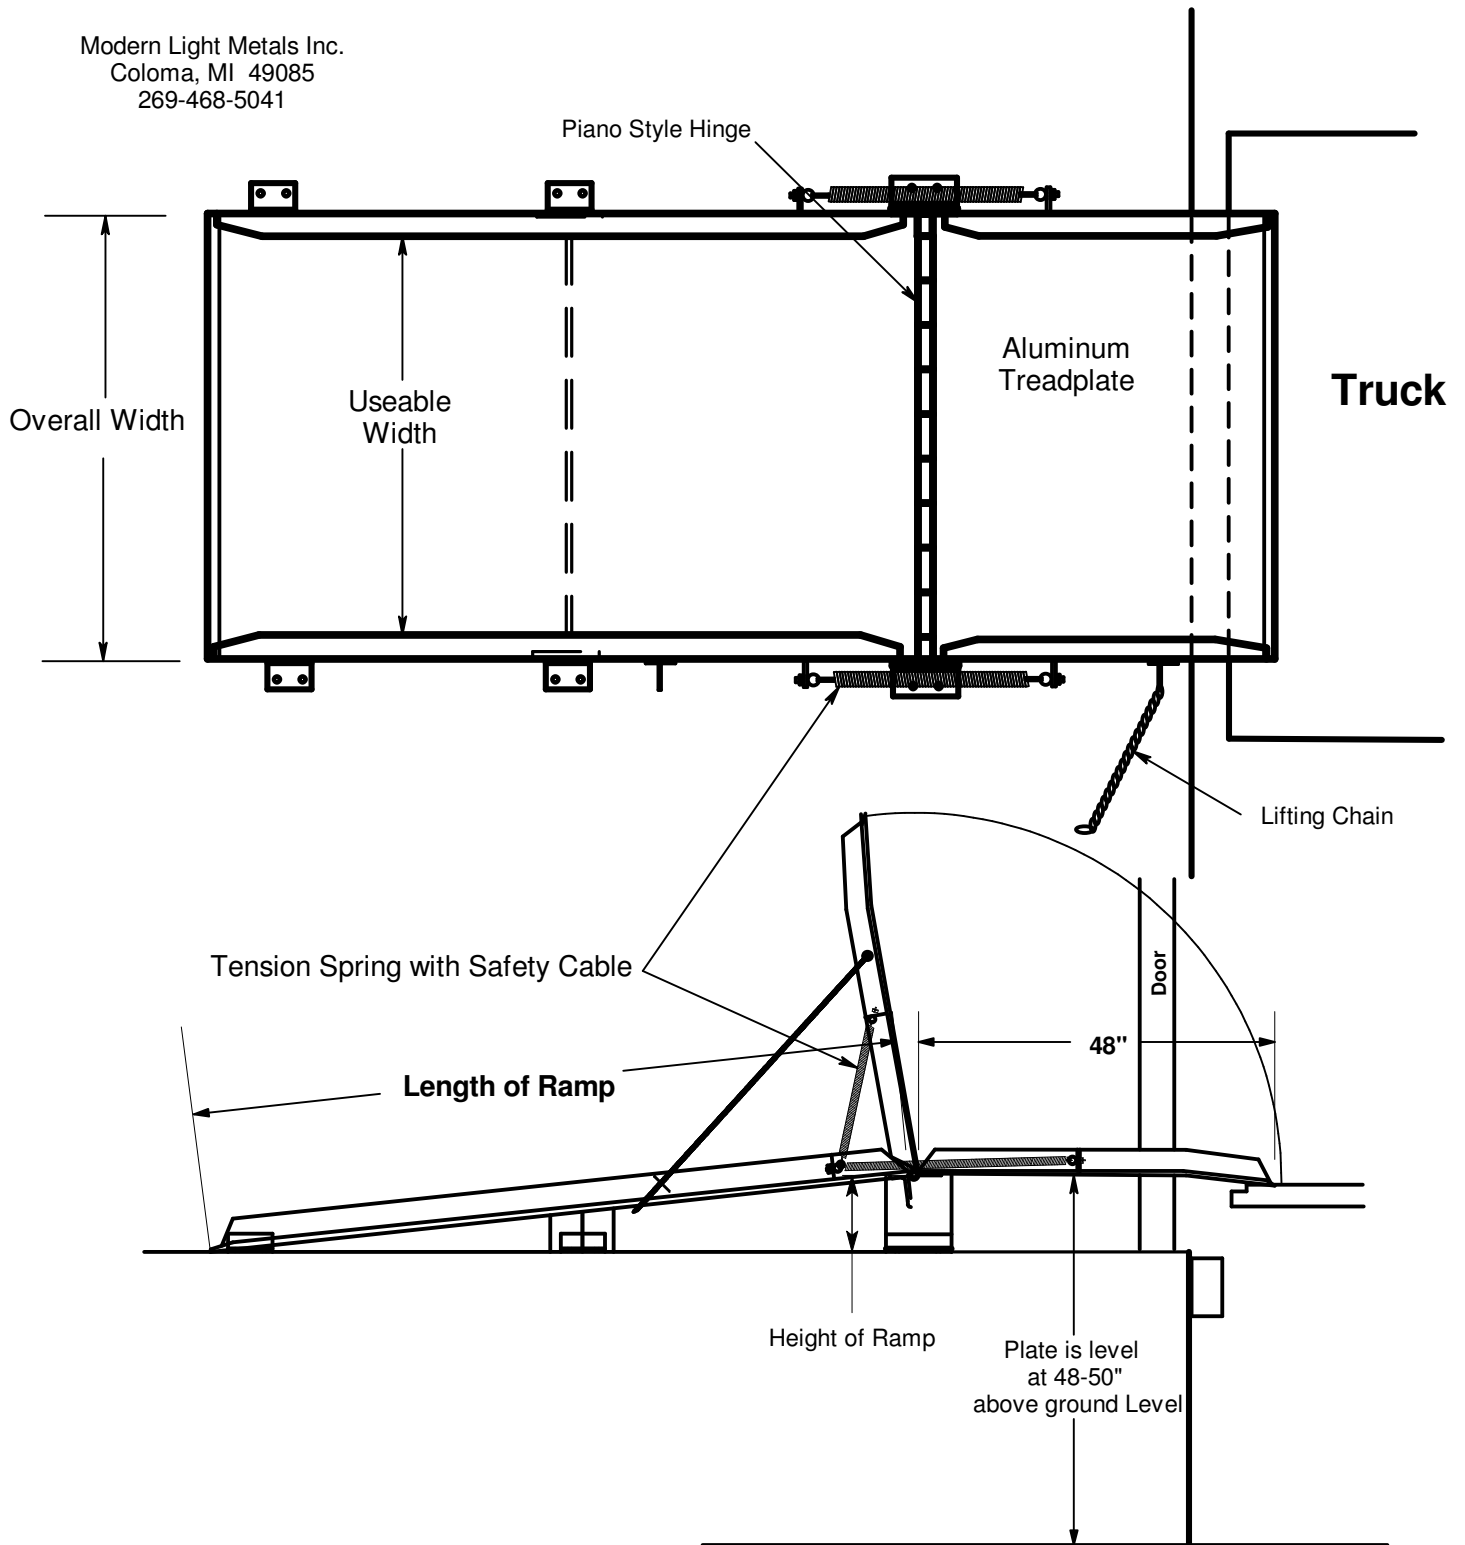 Modern Light Metals Inc.
Coloma, MI  49085
269-468-5041
Piano Style Hinge
Aluminum
Treadplate
Truck
Overall Width
Useable
Width
Lifting Chain
Tension Spring with Safety Cable
Door
48"
Length of Ramp
Height of Ramp
Plate is level
at 48-50"
above ground Level